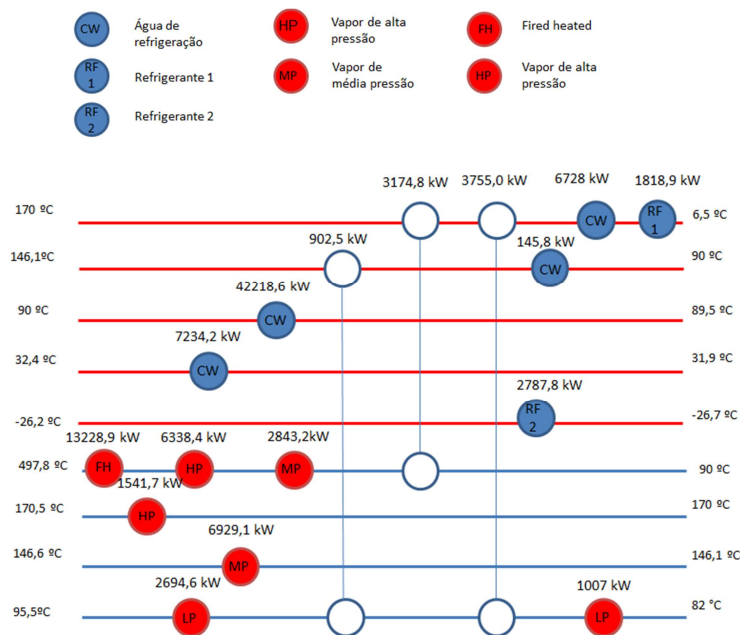 CW
Água de
refrigeração
HP
Vapor de alta
pressão
FH
Fired heated
RF
1
Refrigerante 1
MP
Vapor de
média pressão
HP
Vapor de alta
pressão
RF
2
Refrigerante 2
3174,8 kW
3755,0 kW
6728 kW
1818,9 kW
170 ºC
CW
RF
1
6,5 ºC
902,5 kW
145,8 kW
146,1ºC
CW
90 ºC
42218,6 kW
90 ºC
CW
89,5 ºC
7234,2 kW
32,4 ºC
CW
31,9 ºC
2787,8 kW
-26,2 ºC
RF
2
-26,7 ºC
13228,9 kW
6338,4 kW
2843,2kW
497,8 ºC
FH
HP
MP
90 ºC
1541,7 kW
170,5 ºC
HP
170 ºC
6929,1 kW
146,6 ºC
MP
146,1 ºC
2694,6 kW
1007 kW
95,5ºC
LP
LP
82 °C